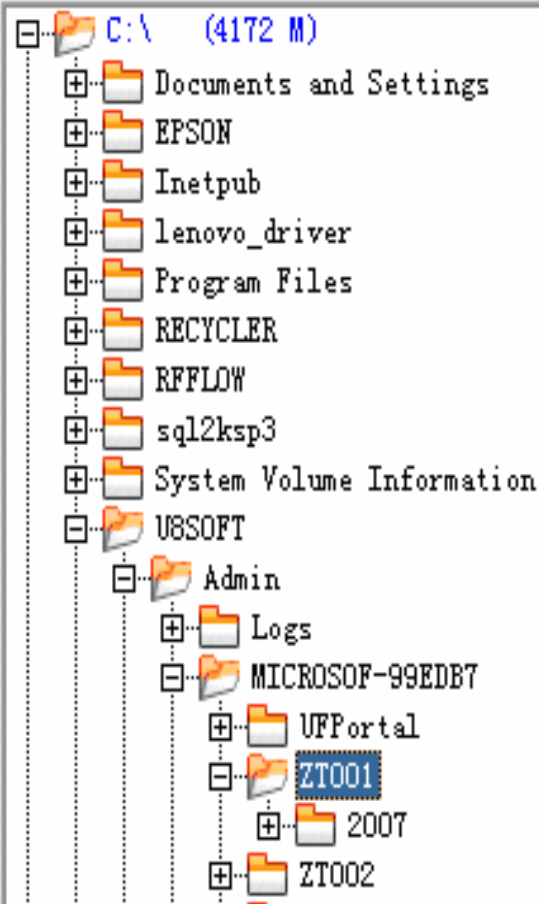 C:\ (4172 M)
Documents and Settings
EPSON
Inetpub
lenovo_driver
Program Files
RECYCLER
RFFLOW
sql2ksp3
System Volume Information
U8SOFT
Admin
Logs
MICROSOF-99EDB7
UFPortal
ZT001
2007
ZT002